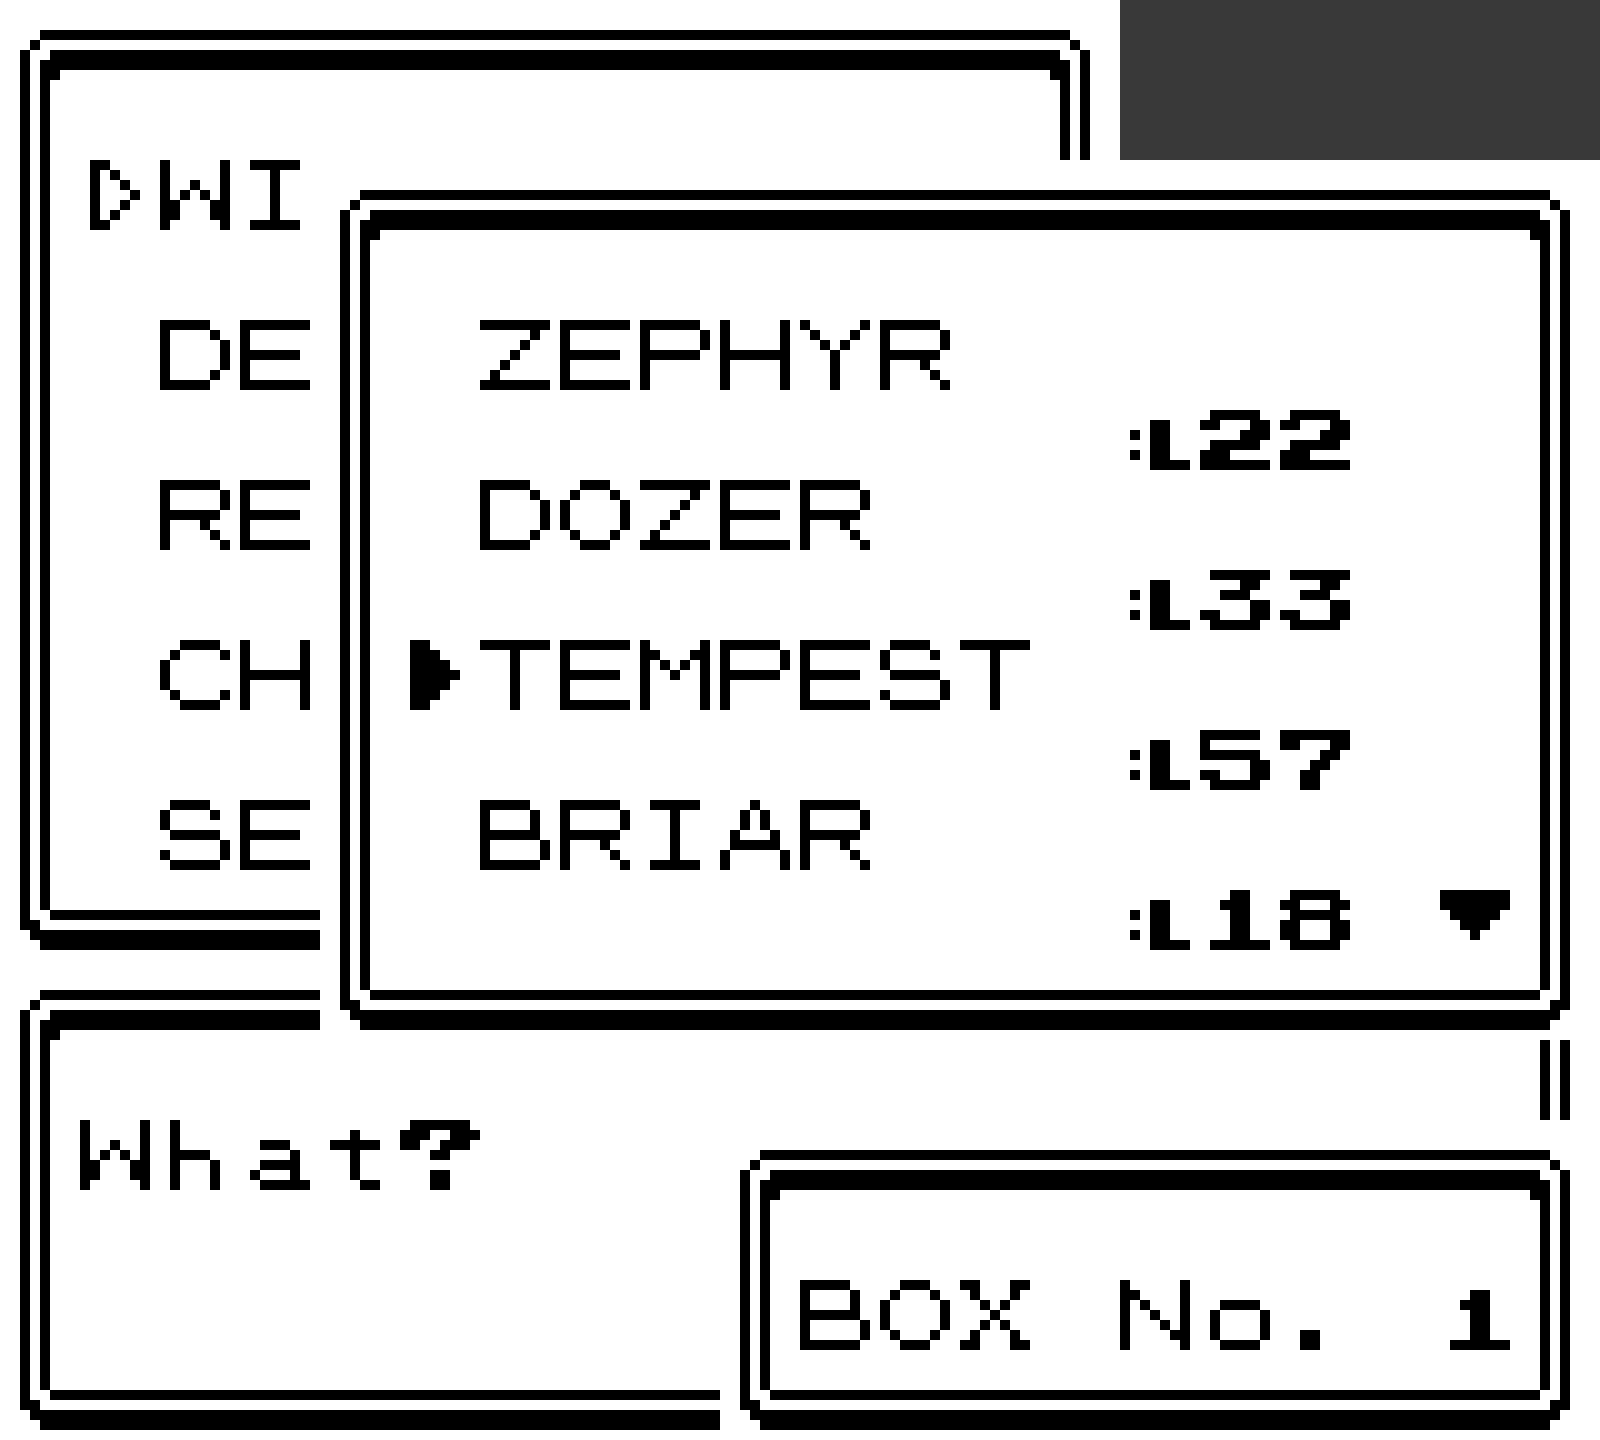 ▷WI
DE
RE
CH
SE
ZEPHYR
:L22
DOZER
:L33
▶TEMPEST
:L57
BRIAR
:L18 ▼
What?
BOX No. 1